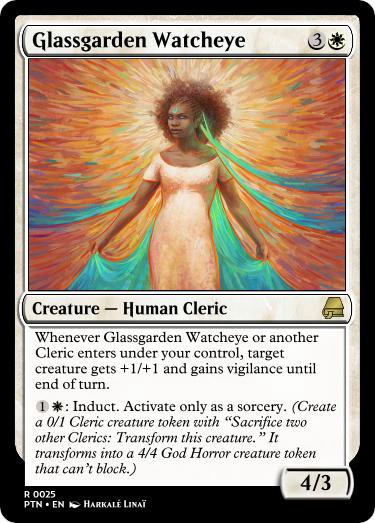 Glassgarden Watcheye 3
Creature — Human Cleric
Whenever Glassgarden Watcheye or another
Cleric enters under your control, target
creature gets +1/+1 and gains vigilance until
end of turn.
1 : Induct. Activate only as a sorcery. (Create
a 0/1 Cleric creature token with “Sacrifice two
other Clerics: Transform this creature.” It
transforms into a 4/4 God Horror creature token
that can’t block.)
4/3
R 0025
PTN • EN Harkalé Linaï